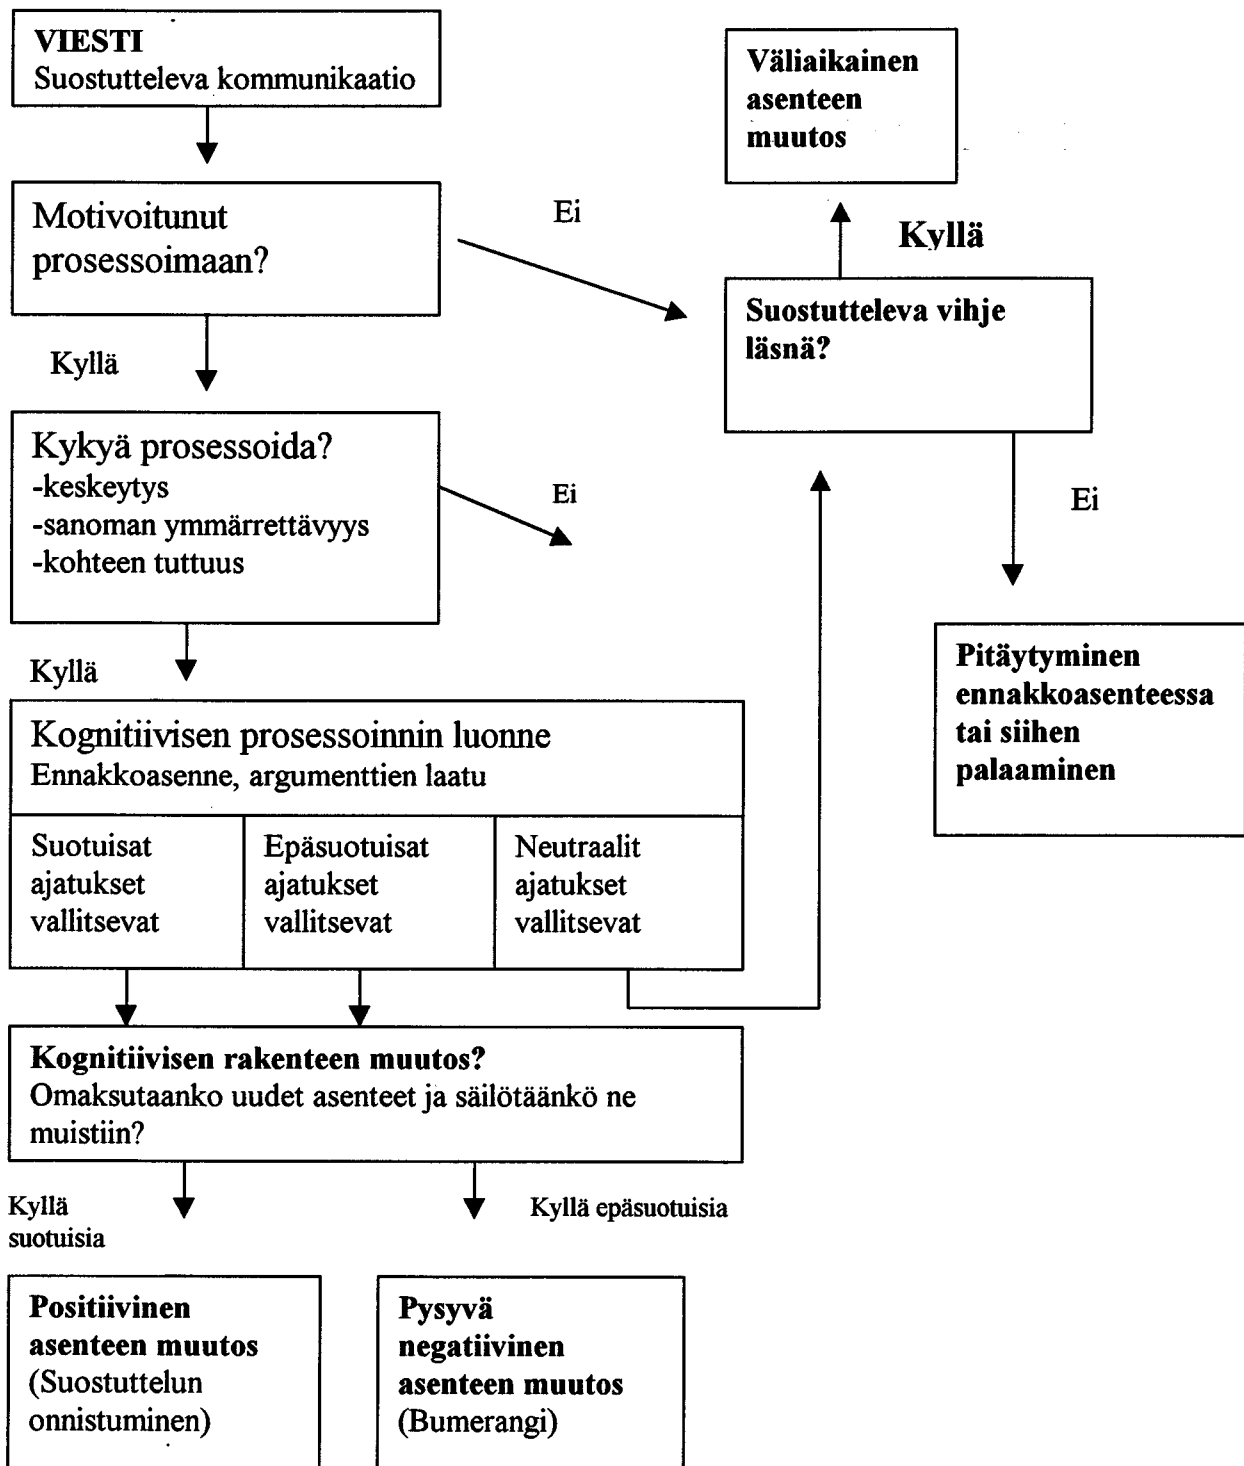 VIESTI
Suostutteleva kommunikaatio
Väliaikainen
asenteen
muutos
Motivoitunut
prosessoimaan?
Ei
Kyllä
Suostutteleva vihje
läsnä?
Kyllä
Kykyä prosessoida?
-keskeytys
-sanoman ymmärrettävyys
-kohteen tuttuus
Ei
Ei
Kyllä
Pitäytyminen
ennakkoasenteessa
tai siihen
palaaminen
Kognitiivisen prosessoinnin luonne
Ennakkoasenne, argumenttien laatu
Suotuisat
ajatukset
vallitsevat
Epäsuotuisat
ajatukset
vallitsevat
Neutraalit
ajatukset
vallitsevat
Kognitiivisen rakenteen muutos?
Omaksutaanko uudet asenteet ja säilötäänkö ne
muistiin?
Kyllä
suotuisia
Kyllä epäsuotuisia
Positiivinen
asenteen muutos
(Suostuttelun
onnistuminen)
Pysyvä
negatiivinen
asenteen muutos
(Bumerangi)